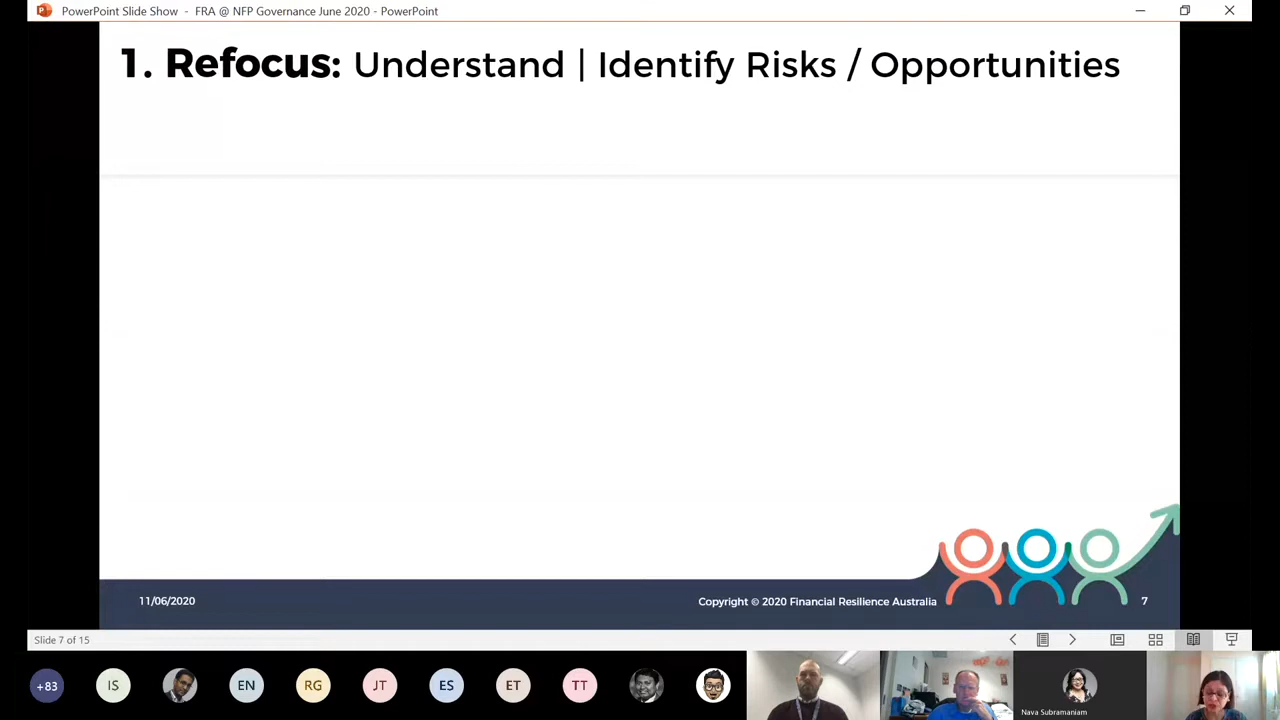 PowerPoint Slide Show - FRA @ NFP Governance June 2020 - PowerPoint
1. Refocus: Understand | Identify Risks / Opportunities
11/06/2020
Copyright © 2020 Financial Resilience Australia
7
Slide 7 of 15
+83
IS
EN
RG
JT
ES
ET
TT
Nava Subramaniam